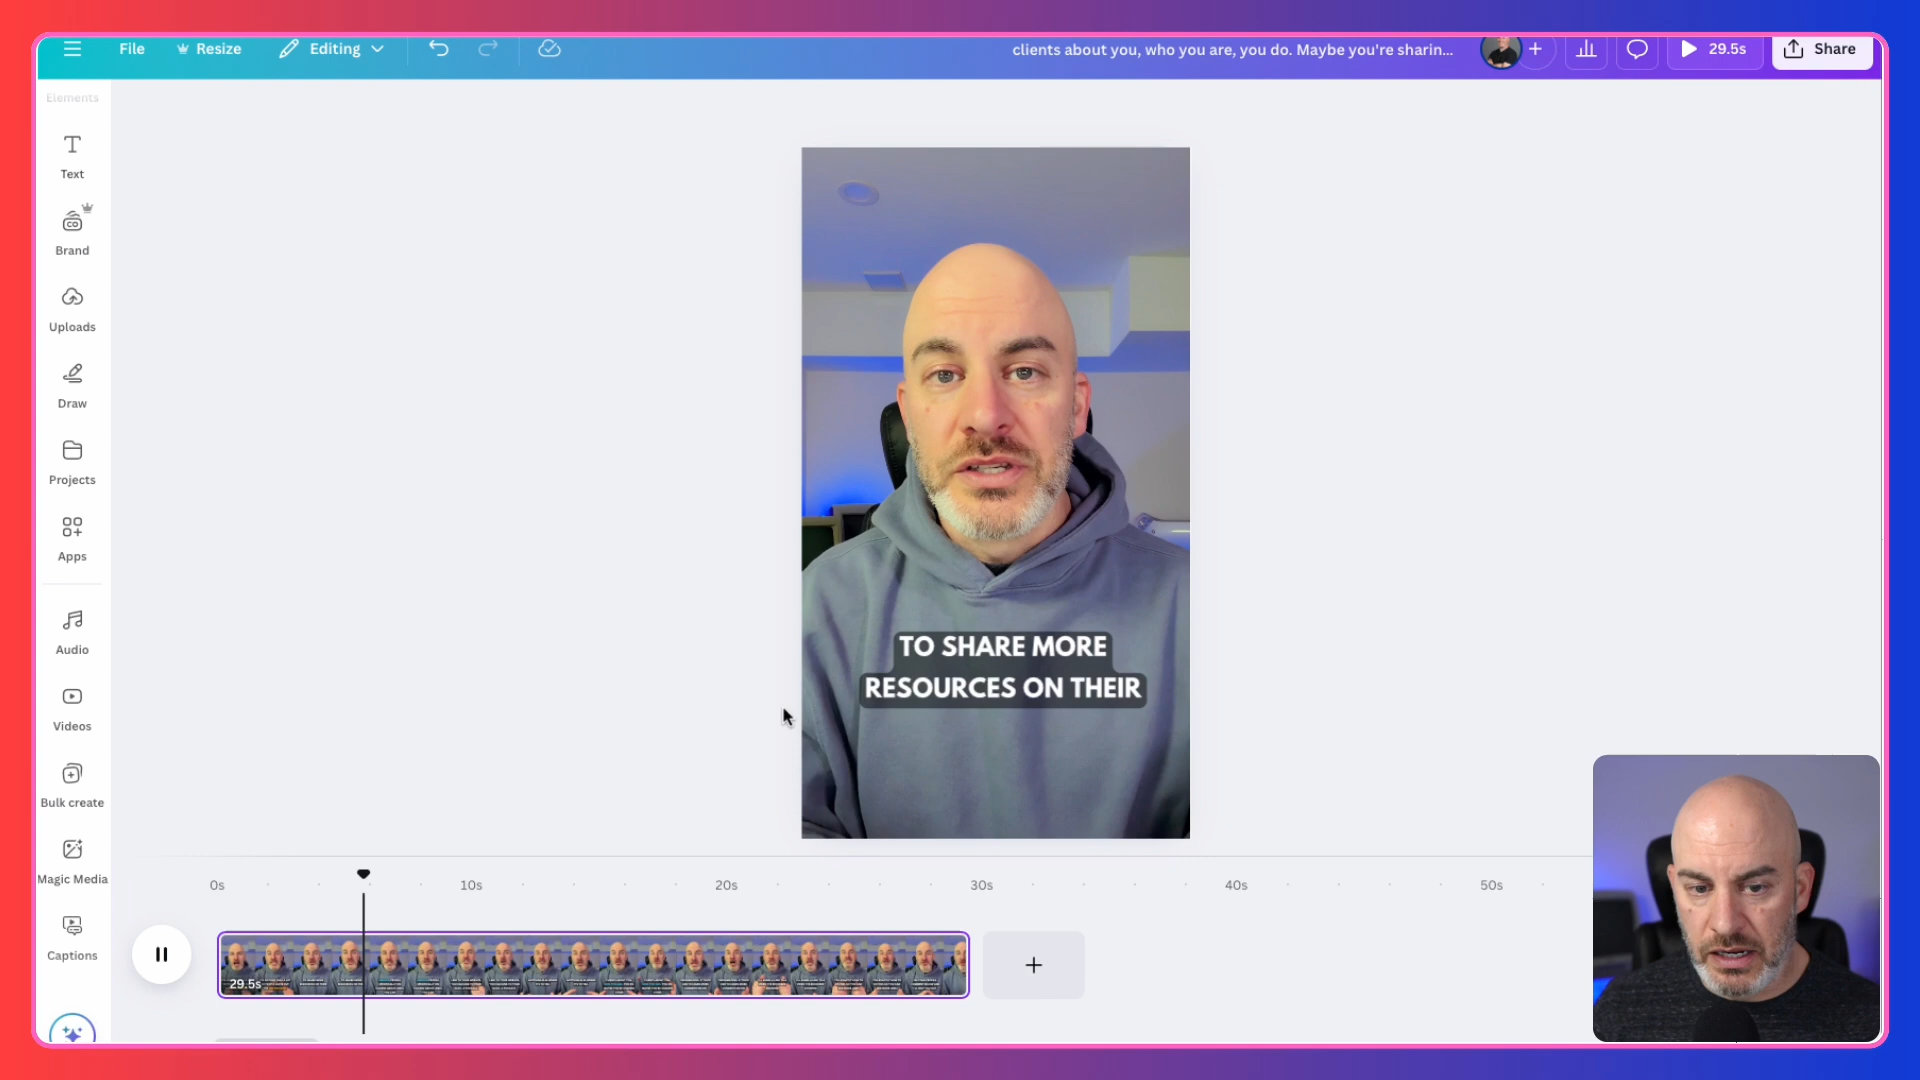 File
Resize
Editing
clients about you, who you are, you do. Maybe you're sharin...
29.5s
Share
Elements
Text
Brand
Uploads
Draw
Projects
Apps
Audio
Videos
Bulk create
Magic Media
Captions
TO SHARE MORE
RESOURCES ON THEIR
0s
10s
20s
30s
40s
50s
29.5s